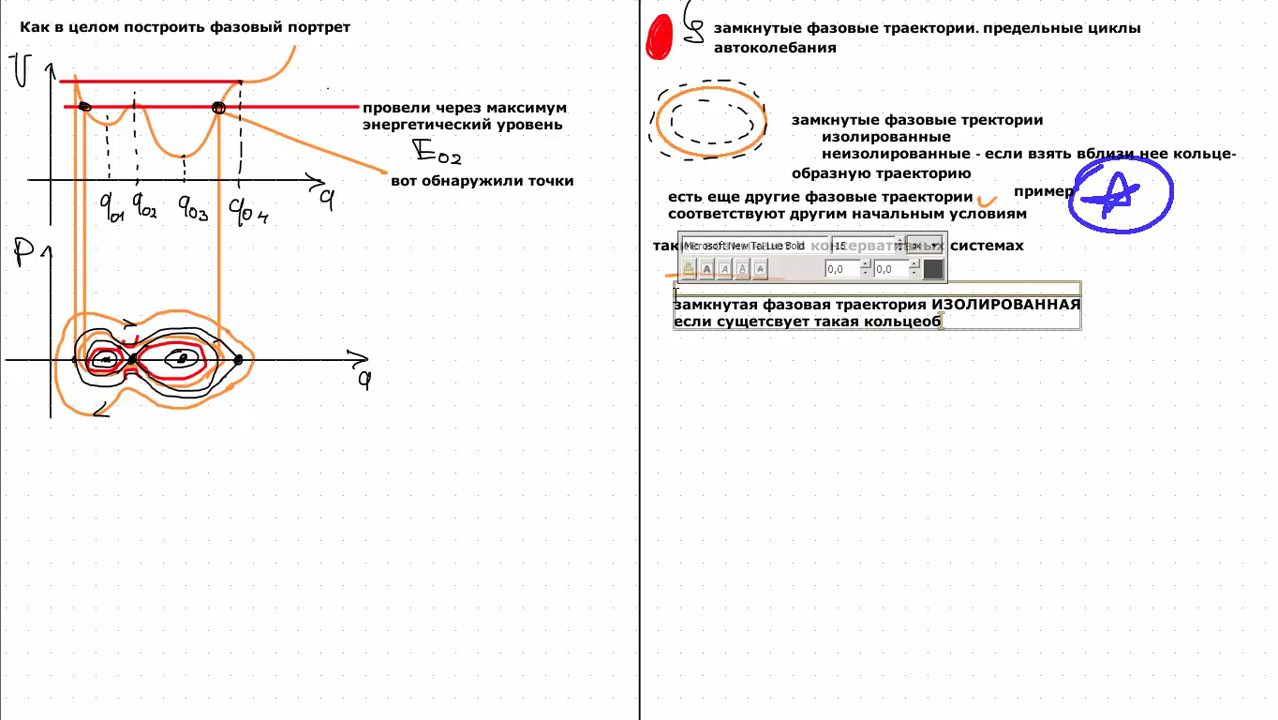 Как в целом построить фазовый портрет
U
провели через максимум
энергетический уровень
E02
вот обнаружили точки
q01 q02 q03 q04
q
P
q
замкнутые фазовые траектории. предельные циклы
автоколебания
замкнутые фазовые тректории
изолированные
неизолированные - если взять вблизи нее кольце-
образную траекторию
пример
A
есть еще другие фазовые траектории
соответствуют другим начальным условиям
консервативных системах
Microsoft New Tai Lue Bold 15 px
A A A A 0,0 0,0
замкнутая фазовая траектория ИЗОЛИРОВАННАЯ
если сущетсвует такая кольцеоб